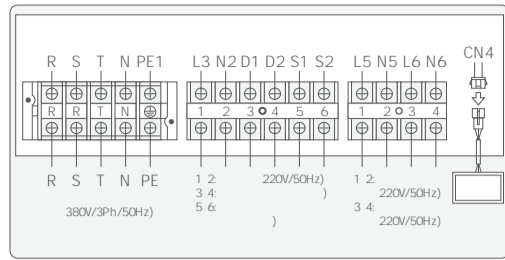 R S T N PE1 L3 N2 D1 D2 S1 S2 L5 N5 L6 N6 CN4
R R T N 1 2 3 4 5 6 1 2 3 4
R S T N PE
380V/3Ph/50Hz)
1 2: 220V/50Hz)
3 4: )
5 6:
)
1 2:
220V/50Hz)
3 4:
220V/50Hz)